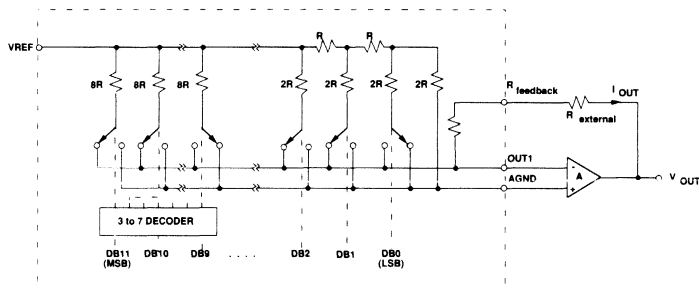 R R
VREF
8R 8R 8R 2R 2R 2R 2R
R feedback
I OUT
R external
OUT1
AGND
-
A
+
V OUT
3 to 7 DECODER
DB11 DB10 DB9 . . . . DB2 DB1 DB0
(MSB) (LSB)